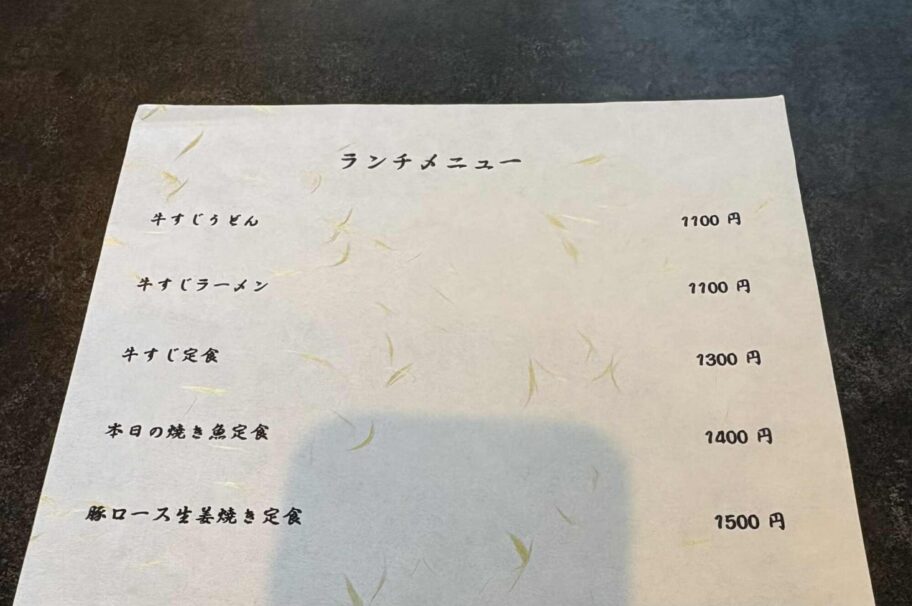 ランチメニュー
牛すじうどん 1100 円
牛すじラーメン 1100 円
牛すじ定食 1300 円
本日の焼き魚定食 1400 円
豚ロース生姜焼き定食 1500 円